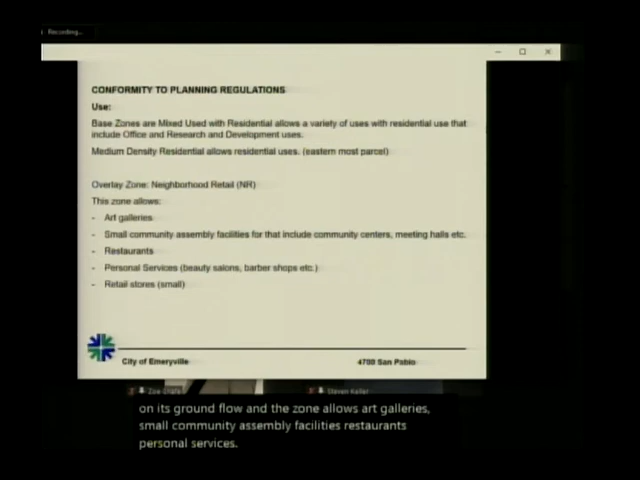 Recording...
CONFORMITY TO PLANNING REGULATIONS
Use:
Base Zones are Mixed Used with Residential allows a variety of uses with residential use that
include Office and Research and Development uses.
Medium Density Residential allows residential uses. (eastern most parcel)
Overlay Zone: Neighborhood Retail (NR)
This zone allows:
- Art galleries
- Small community assembly facilities for that include community centers, meeting halls etc.
- Restaurants
- Personal Services (beauty salons, barber shops etc.)
- Retail stores (small)
City of Emeryville
4700 San Pablo
Steven Keller
on its ground flow and the zone allows art galleries,
small community assembly facilities restaurants
personal services.